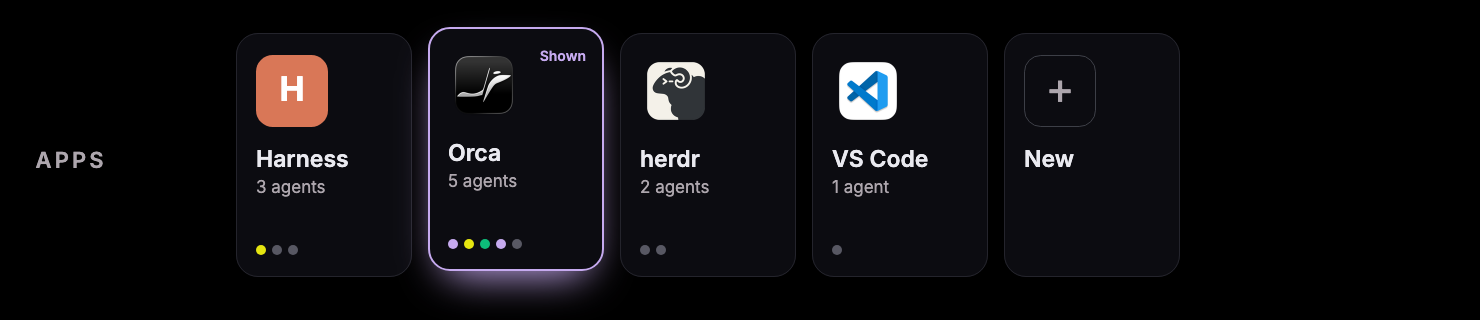 APPS
H
Harness
3 agents
Shown
Orca
5 agents
herdr
2 agents
VS Code
1 agent
+
New